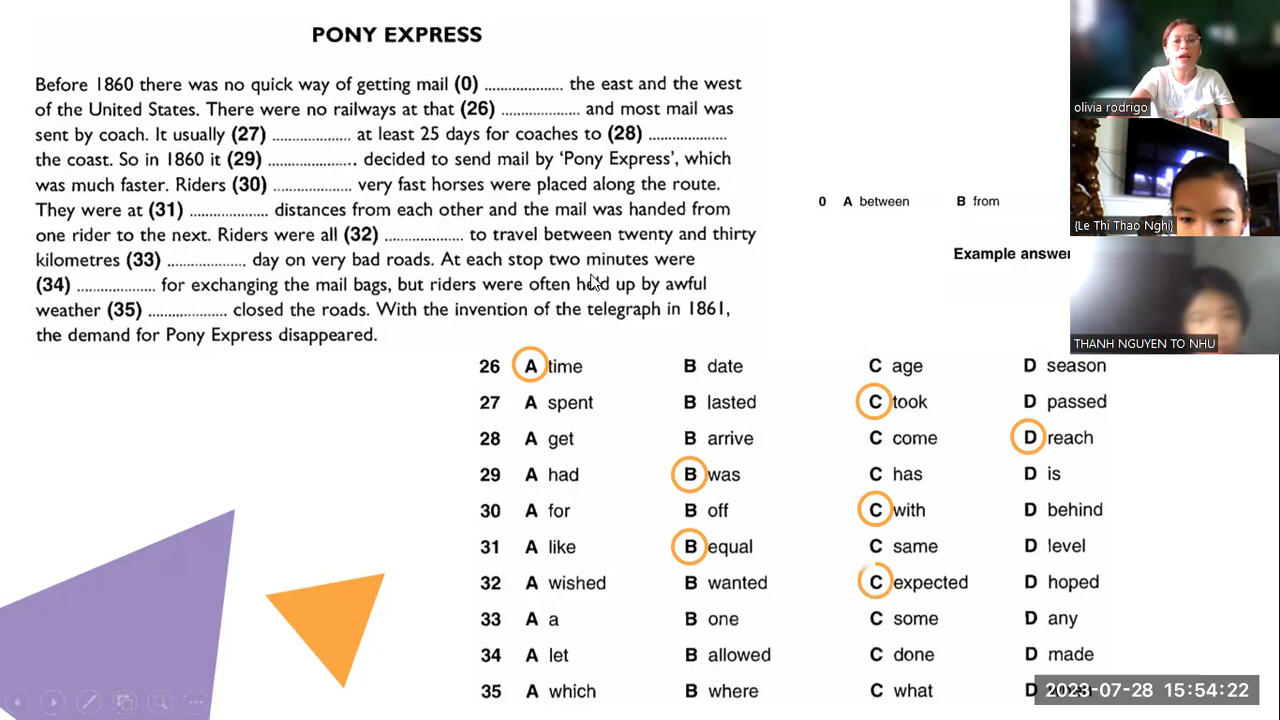 PONY EXPRESS
Before 1860 there was no quick way of getting mail (0) .................... the east and the west
of the United States. There were no railways at that (26) .................... and most mail was
sent by coach. It usually (27) .................... at least 25 days for coaches to (28) ....................
the coast. So in 1860 it (29) ...................... decided to send mail by 'Pony Express', which
was much faster. Riders (30) .................... very fast horses were placed along the route.
They were at (31) .................... distances from each other and the mail was handed from
one rider to the next. Riders were all (32) .................... to travel between twenty and thirty
kilometres (33) .................... day on very bad roads. At each stop two minutes were
(34) .................... for exchanging the mail bags, but riders were often held up by awful
weather (35) .................... closed the roads. With the invention of the telegraph in 1861,
the demand for Pony Express disappeared.
0 A between B from
Example answer
26 A time B date C age D season
27 A spent B lasted C took D passed
28 A get B arrive C come D reach
29 A had B was C has D is
30 A for B off C with D behind
31 A like B equal C same D level
32 A wished B wanted C expected D hoped
33 A a B one C some D any
34 A let B allowed C done D made
35 A which B where C what D
olivia rodrigo
{Le Thi Thao Nghi}
THANH NGUYEN TO NHU
2023-07-28 15:54:22